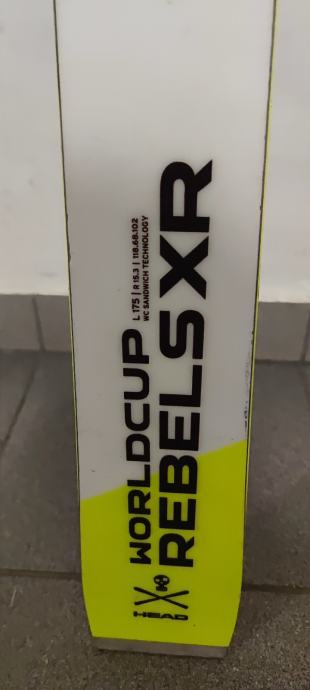 L 175 | R 15.3 | 118.68.102
WC SANDWICH TECHNOLOGY
WORLDCUP
REBELS XR
HEAD